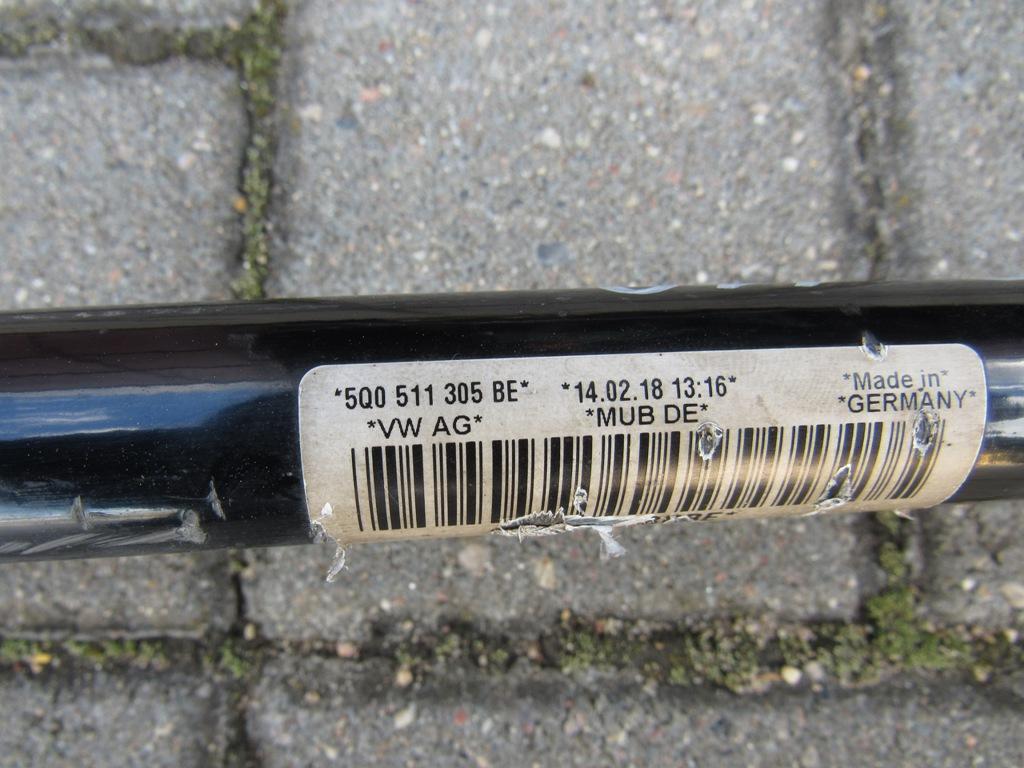 *5Q0 511 305 BE* *14.02.18 13:16* *Made in*
*VW AG* *MUB DE* *GERMANY*